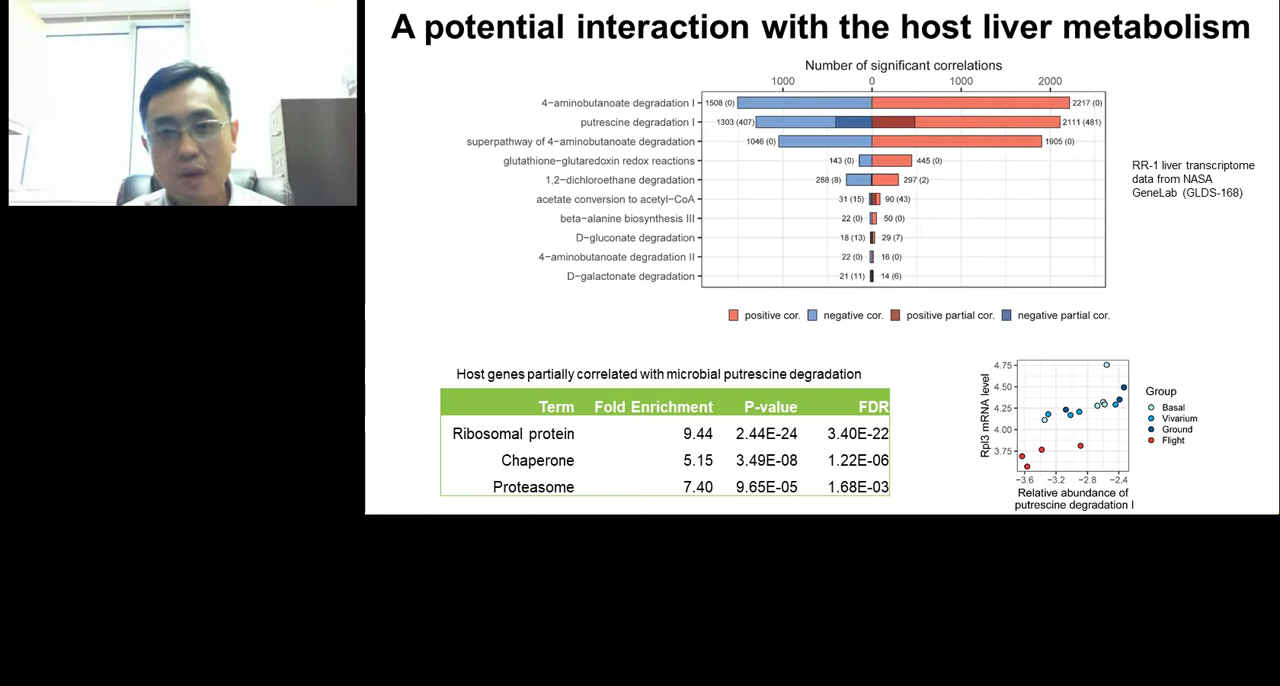 A potential interaction with the host liver metabolism
Number of significant correlations
1000 0 1000 2000
4−aminobutanoate degradation I 1508 (0) 2217 (0)
putrescine degradation I 1303 (407) 2111 (481)
superpathway of 4−aminobutanoate degradation 1046 (0) 1905 (0)
glutathione−glutaredoxin redox reactions 143 (0) 445 (0)
1,2−dichloroethane degradation 288 (8) 297 (2)
acetate conversion to acetyl−CoA 31 (15) 90 (43)
beta−alanine biosynthesis III 22 (0) 50 (0)
D−gluconate degradation 18 (13) 29 (7)
4−aminobutanoate degradation II 22 (0) 16 (0)
D−galactonate degradation 21 (11) 14 (6)
positive cor. negative cor. positive partial cor. negative partial cor.
RR-1 liver transcriptome
data from NASA
GeneLab (GLDS-168)
Host genes partially correlated with microbial putrescine degradation
Term Fold Enrichment P-value FDR
Ribosomal protein 9.44 2.44E-24 3.40E-22
Chaperone 5.15 3.49E-08 1.22E-06
Proteasome 7.40 9.65E-05 1.68E-03
Rpl3 mRNA level
4.75
4.50
4.25
4.00
3.75
−3.6 −3.2 −2.8 −2.4
Relative abundance of
putrescine degradation I
Group
Basal
Vivarium
Ground
Flight